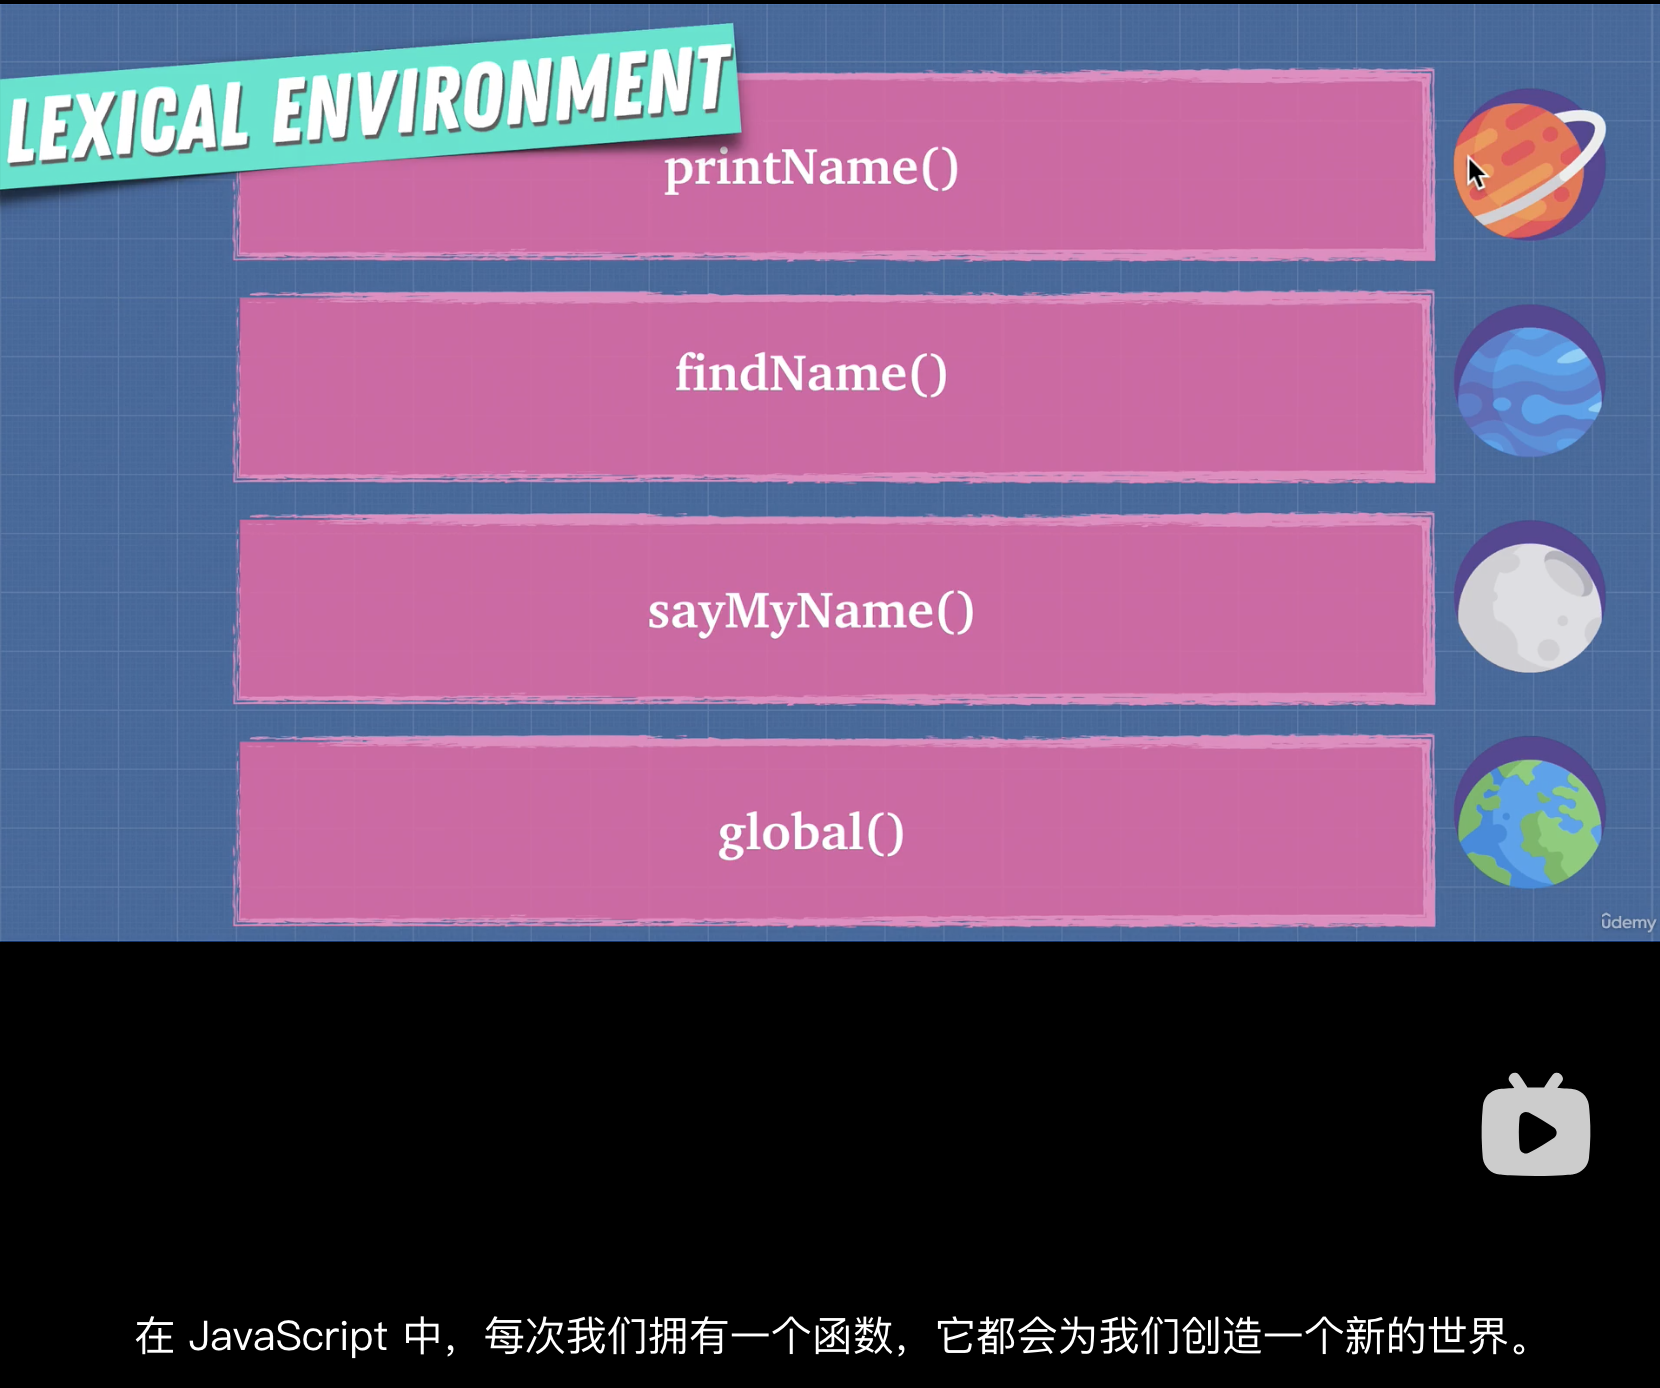 LEXICAL ENVIRONMENT
printName()
findName()
sayMyName()
global()
ûdemy
在 JavaScript 中，每次我们拥有一个函数，它都会为我们创造一个新的世界。